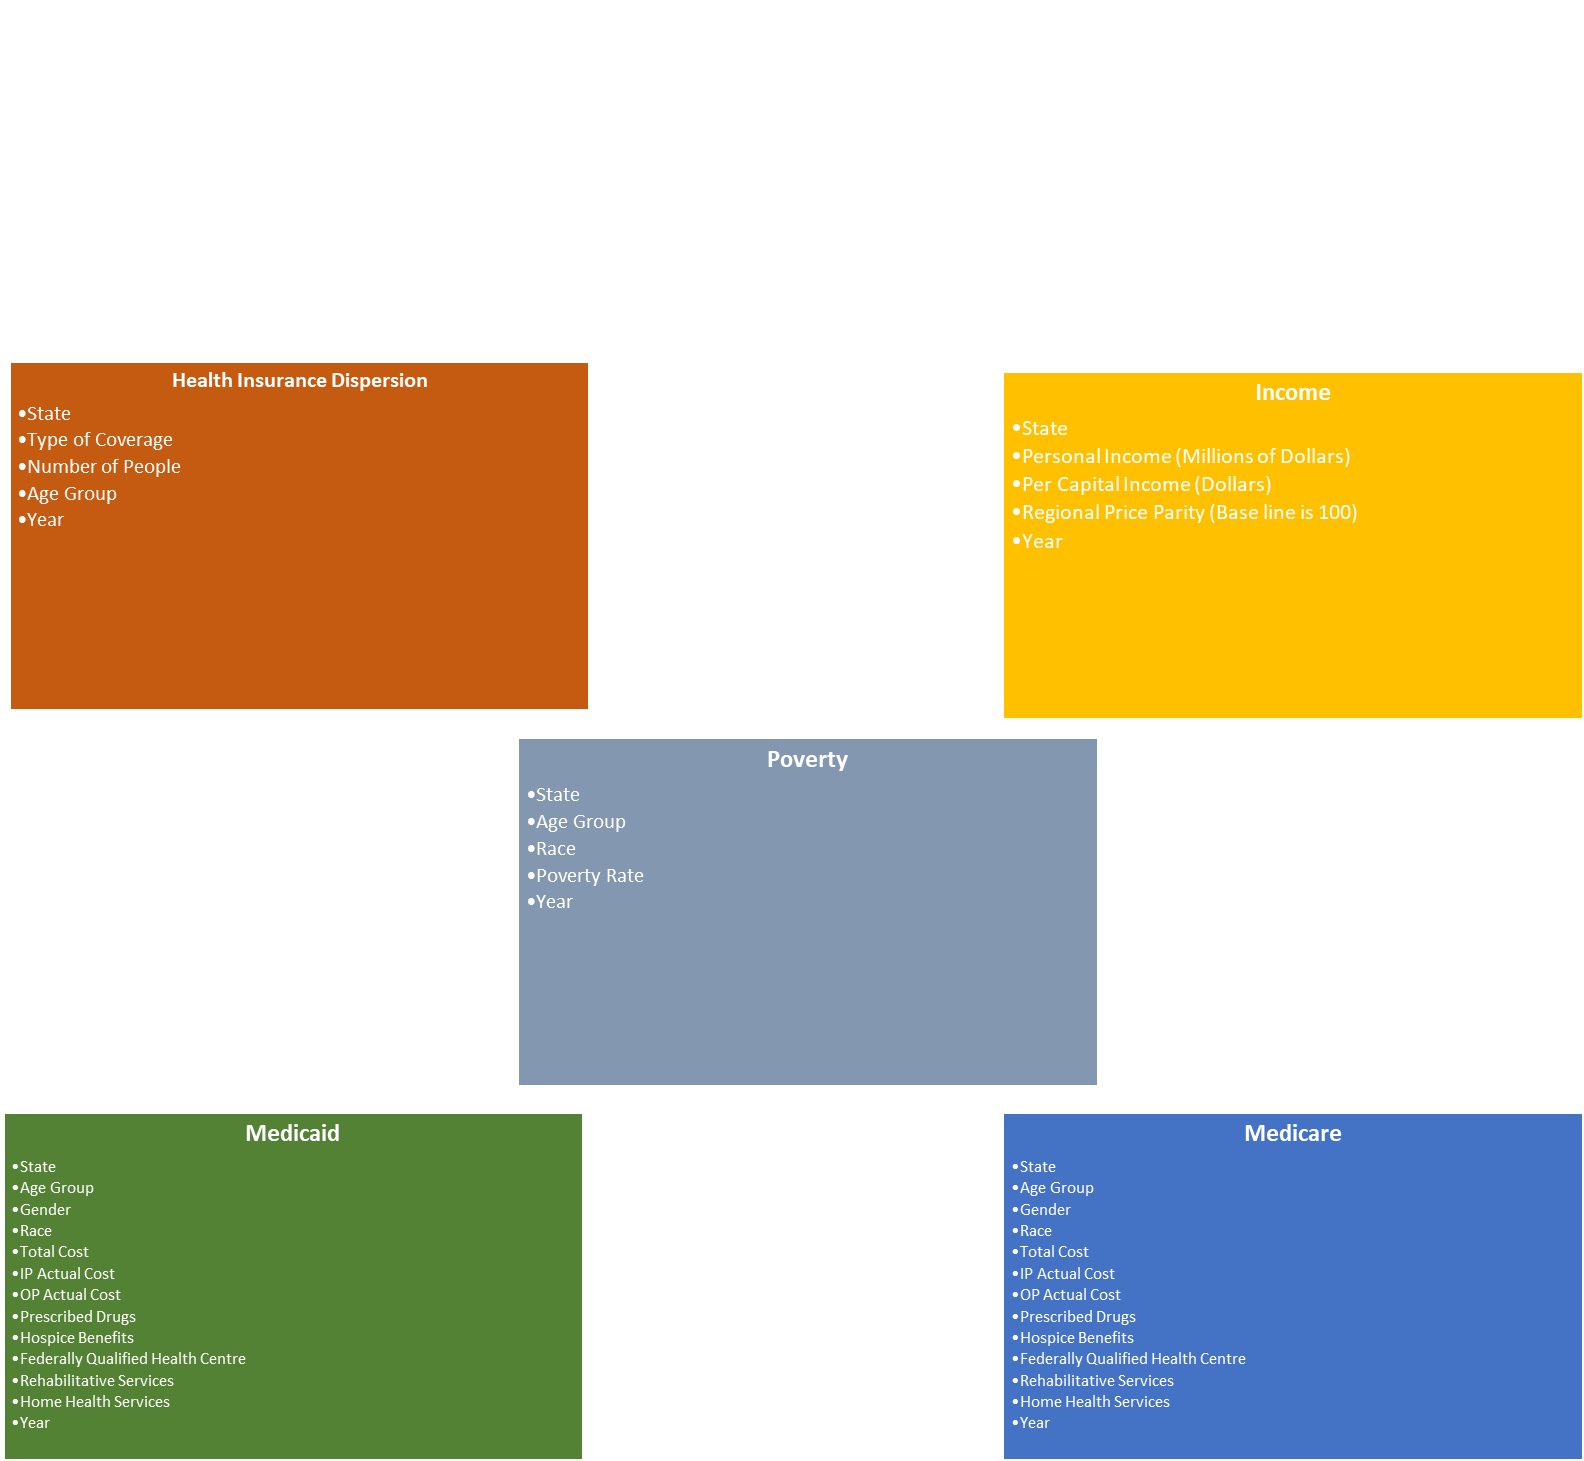 Health Insurance Dispersion
•State
•Type of Coverage
•Number of People
•Age Group
•Year
Income
•State
•Personal Income (Millions of Dollars)
•Per Capital Income (Dollars)
•Regional Price Parity (Base line is 100)
•Year
Poverty
•State
•Age Group
•Race
•Poverty Rate
•Year
Medicaid
•State
•Age Group
•Gender
•Race
•Total Cost
•IP Actual Cost
•OP Actual Cost
•Prescribed Drugs
•Hospice Benefits
•Federally Qualified Health Centre
•Rehabilitative Services
•Home Health Services
•Year
Medicare
•State
•Age Group
•Gender
•Race
•Total Cost
•IP Actual Cost
•OP Actual Cost
•Prescribed Drugs
•Hospice Benefits
•Federally Qualified Health Centre
•Rehabilitative Services
•Home Health Services
•Year